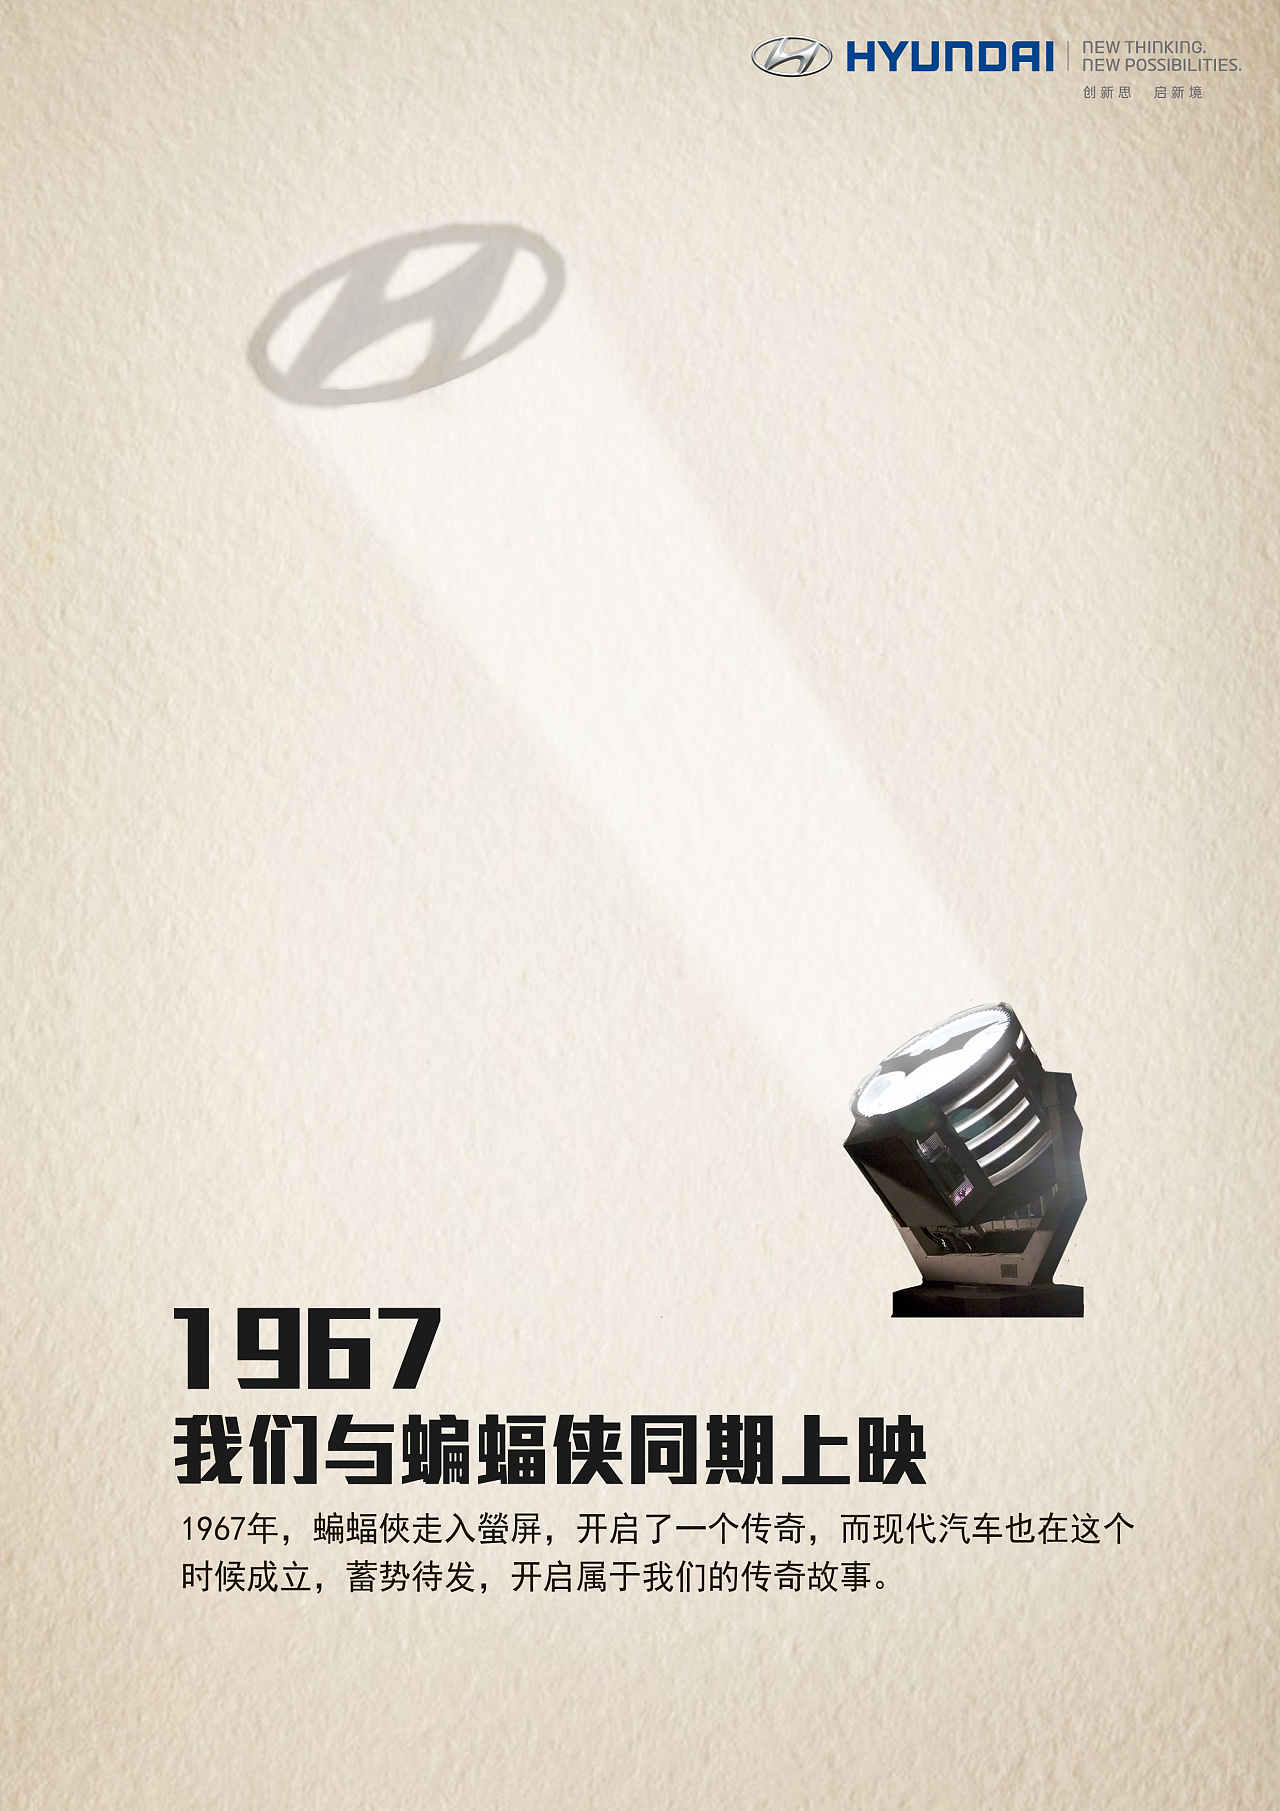 HYUNDAI
NEW THINKING.
NEW POSSIBILITIES.
创新思 启新境
1967
我们与蝙蝠侠同期上映
1967年，蝙蝠俠走入螢屏，开启了一个传奇，而现代汽车也在这个
时候成立，蓄势待发，开启属于我们的传奇故事。